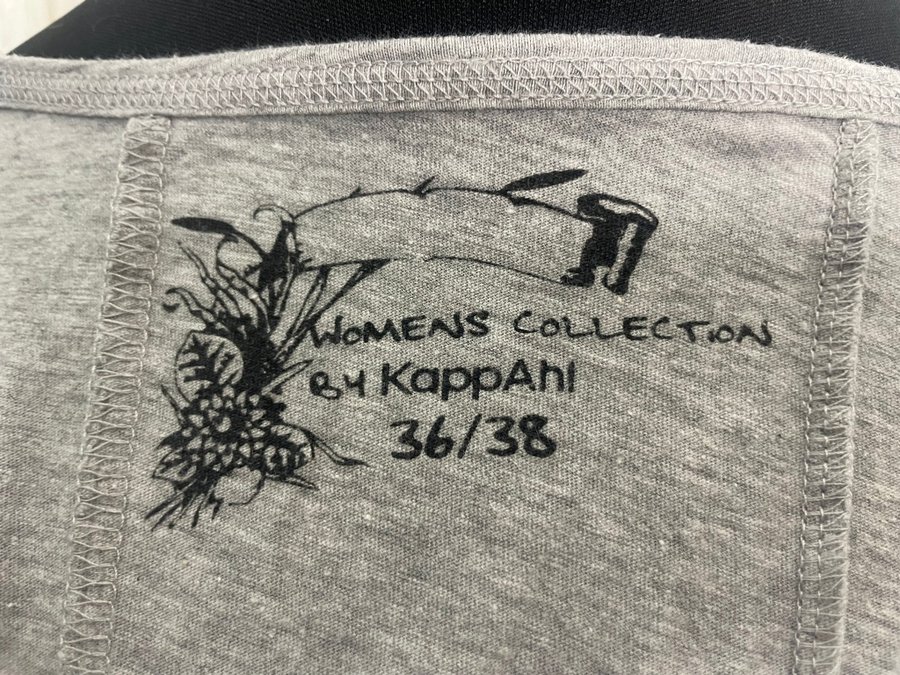 WOMENS COLLECTION
BY KappAhl
36/38